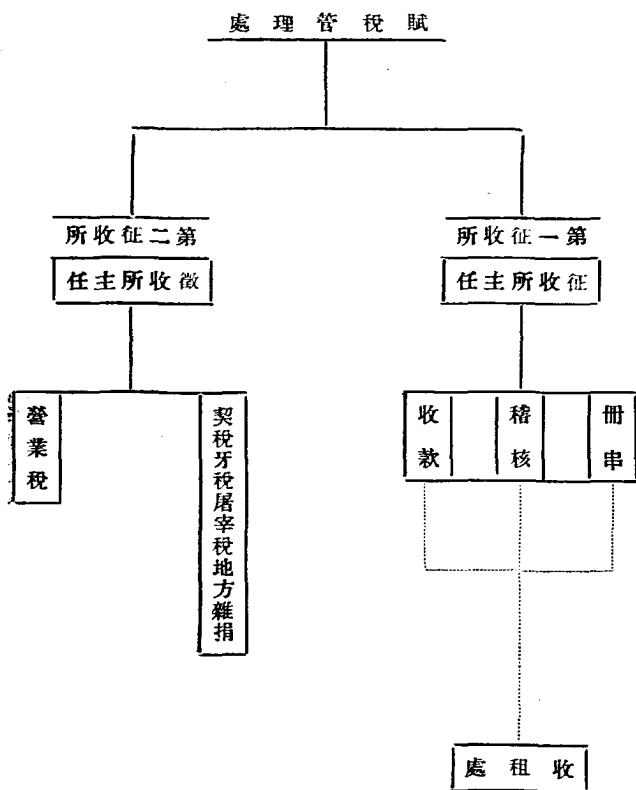 賦稅管理處
第一征收所
征收所主任
冊串
稽核
收款
收租處
第二征收所
徵收所主任
契稅牙稅屠宰稅地方雜捐
營業稅